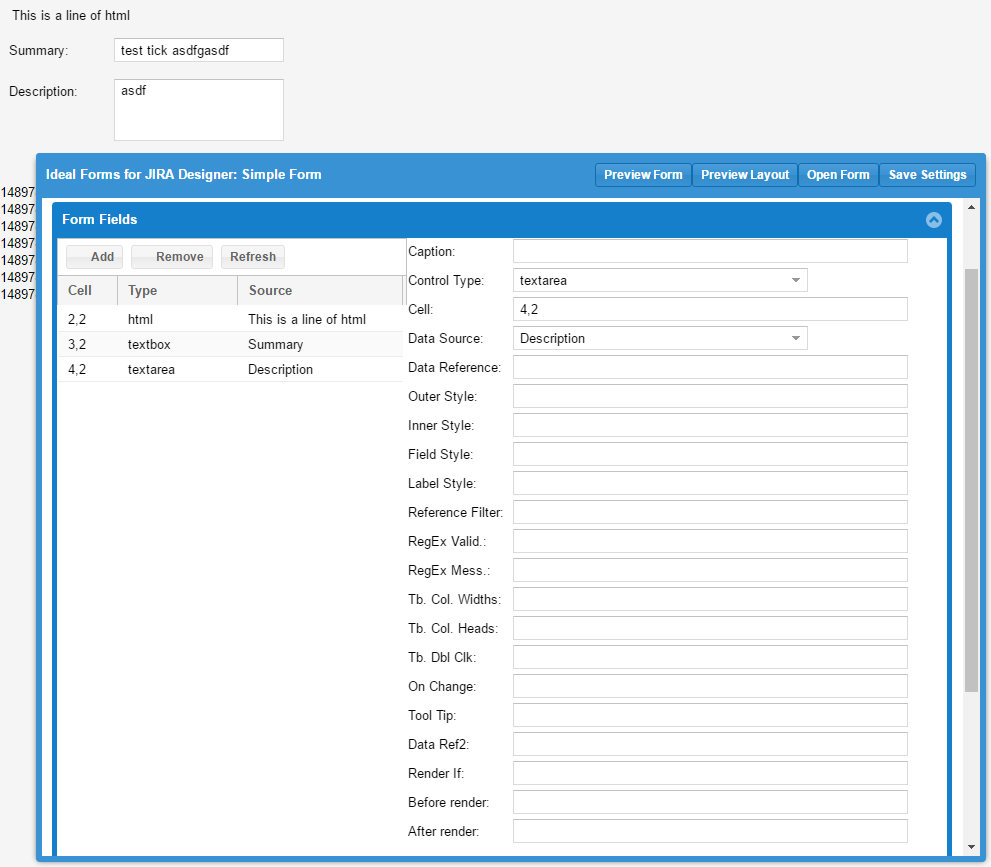 This is a line of html
Summary: test tick asdfgasdf
Description: asdf
Ideal Forms for JIRA Designer: Simple Form Preview Form Preview Layout Open Form Save Settings
14897
14897
14897
14897
14897
14897
14897
Form Fields
Add Remove Refresh
Cell Type Source
2,2 html This is a line of html
3,2 textbox Summary
4,2 textarea Description
Caption:
Control Type: textarea
Cell: 4,2
Data Source: Description
Data Reference:
Outer Style:
Inner Style:
Field Style:
Label Style:
Reference Filter:
RegEx Valid.:
RegEx Mess.:
Tb. Col. Widths:
Tb. Col. Heads:
Tb. Dbl Clk:
On Change:
Tool Tip:
Data Ref2:
Render If:
Before render:
After render: